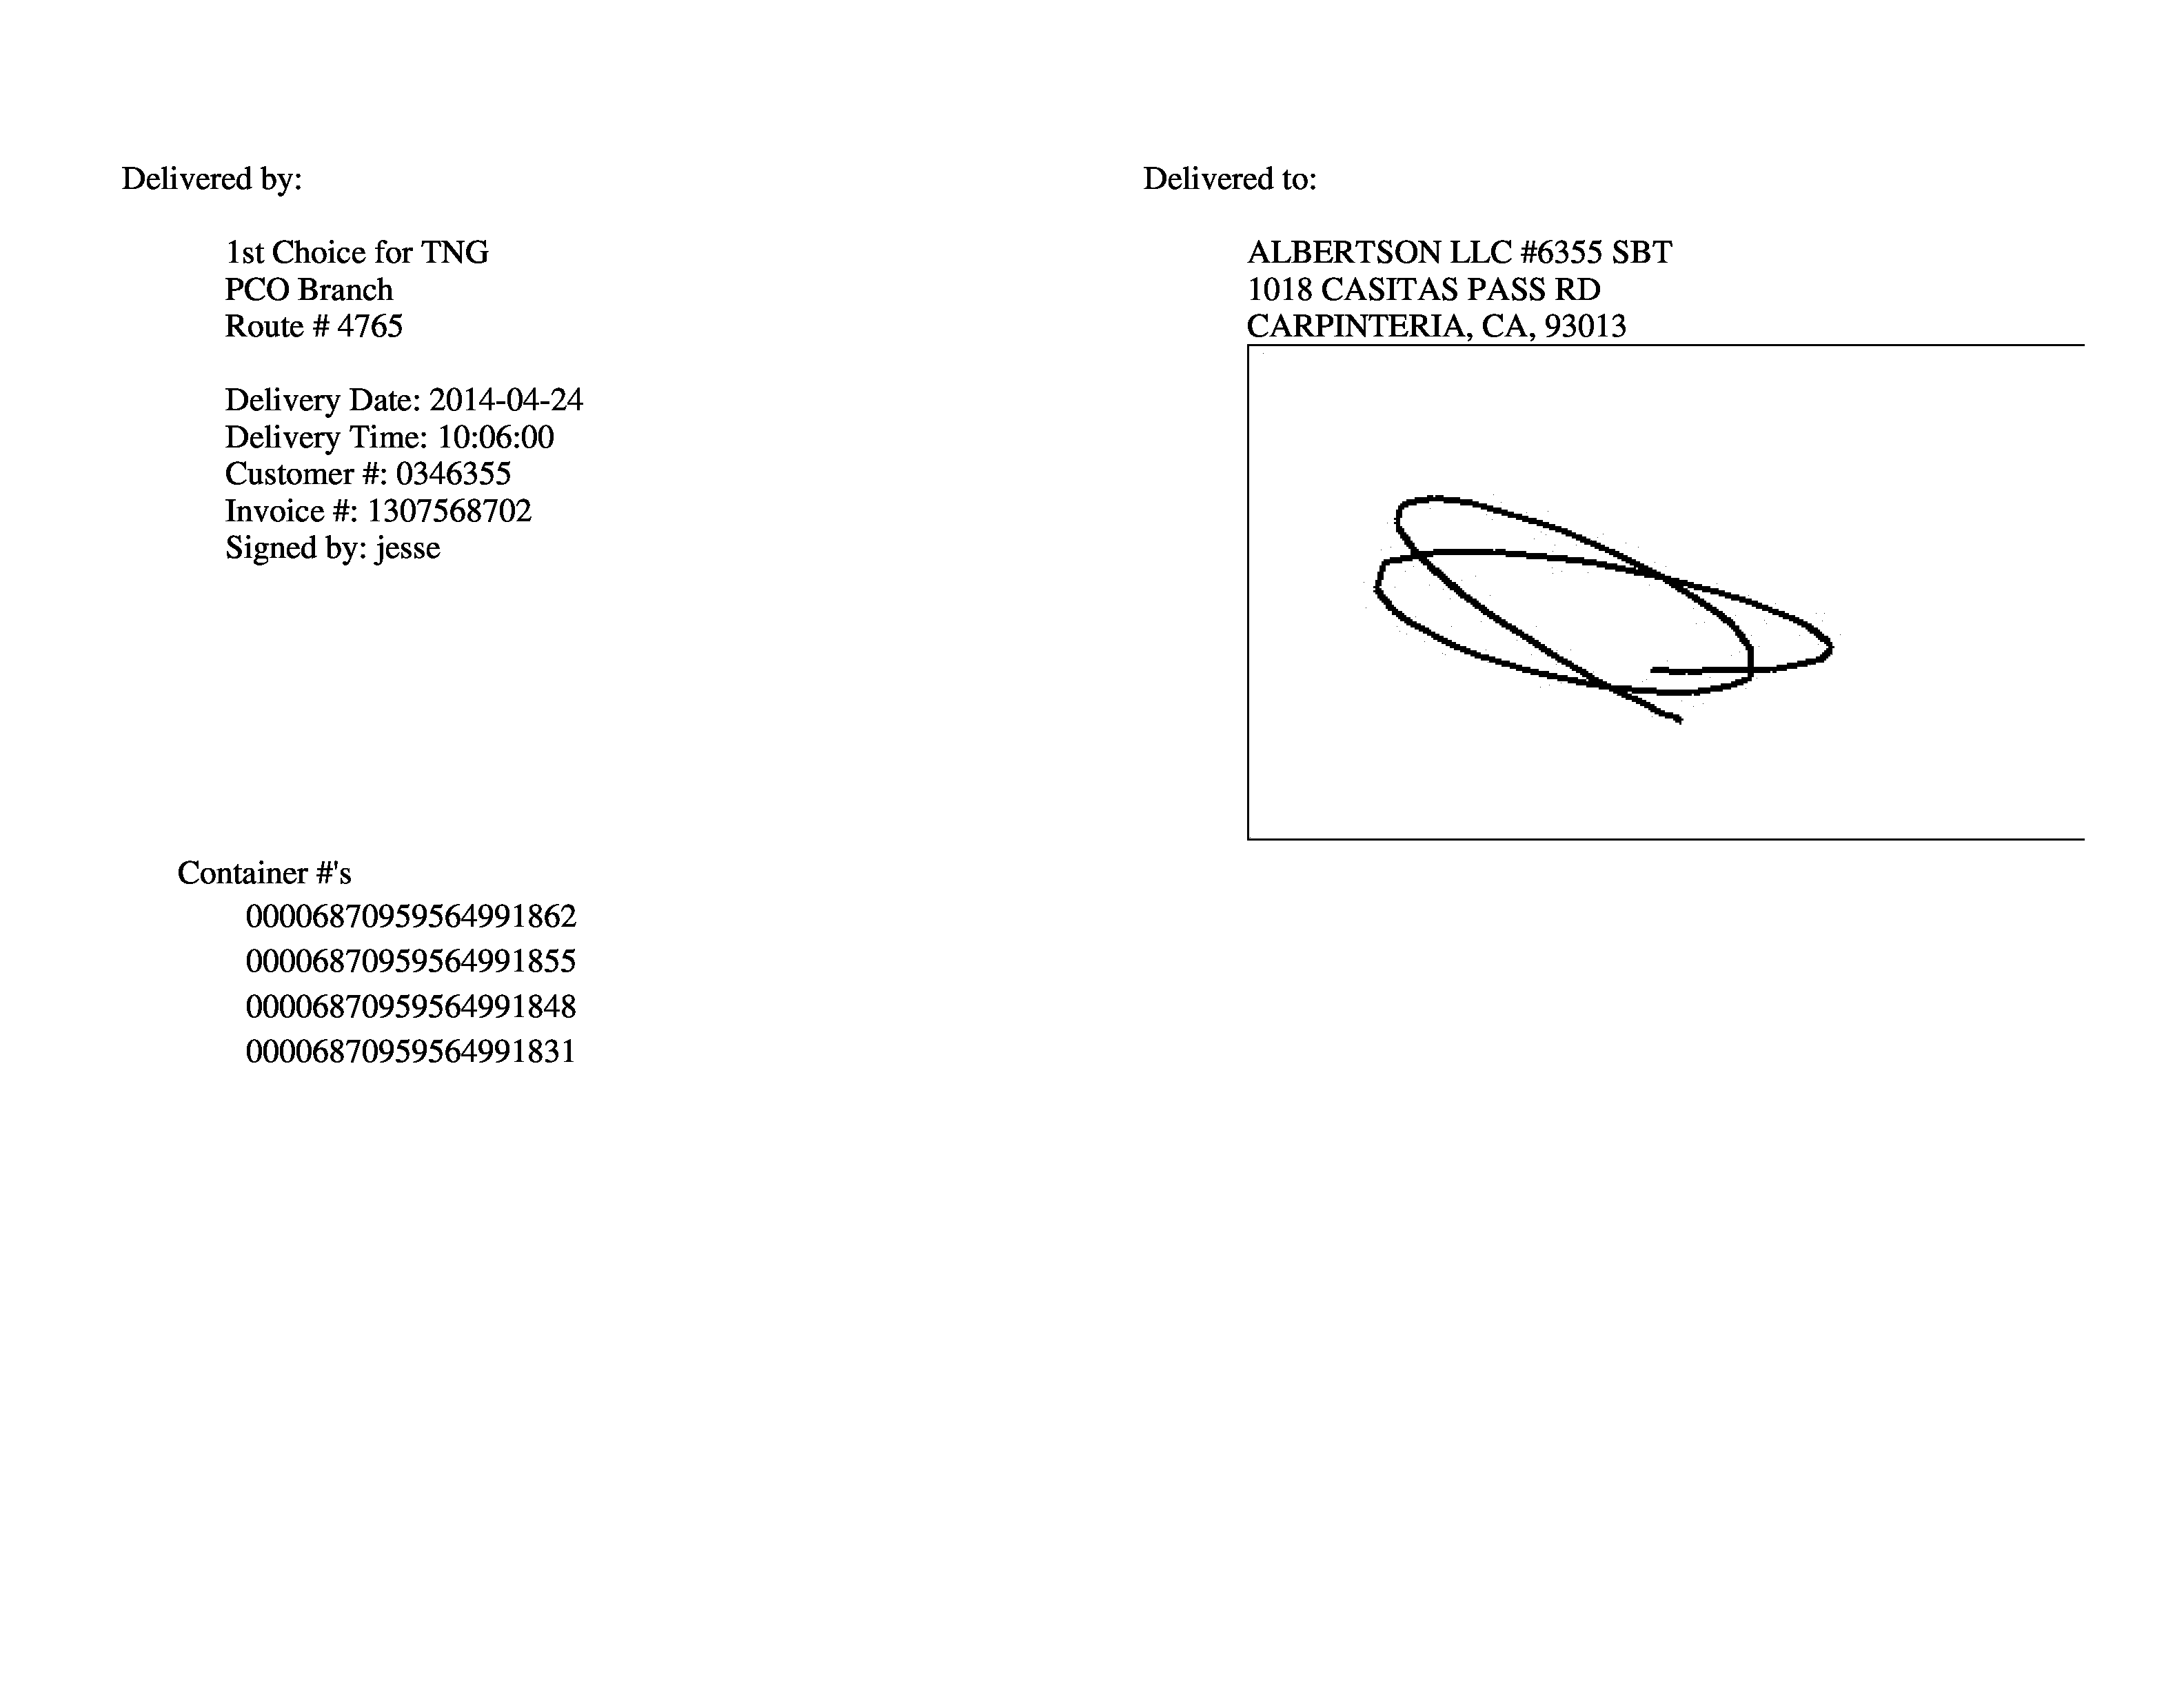 Delivered by:
1st Choice for TNG
PCO Branch
Route # 4765
Delivery Date: 2014-04-24
Delivery Time: 10:06:00
Customer #: 0346355
Invoice #: 1307568702
Signed by: jesse
Delivered to:
ALBERTSON LLC #6355 SBT
1018 CASITAS PASS RD
CARPINTERIA, CA, 93013
Container #'s
00006870959564991862
00006870959564991855
00006870959564991848
00006870959564991831